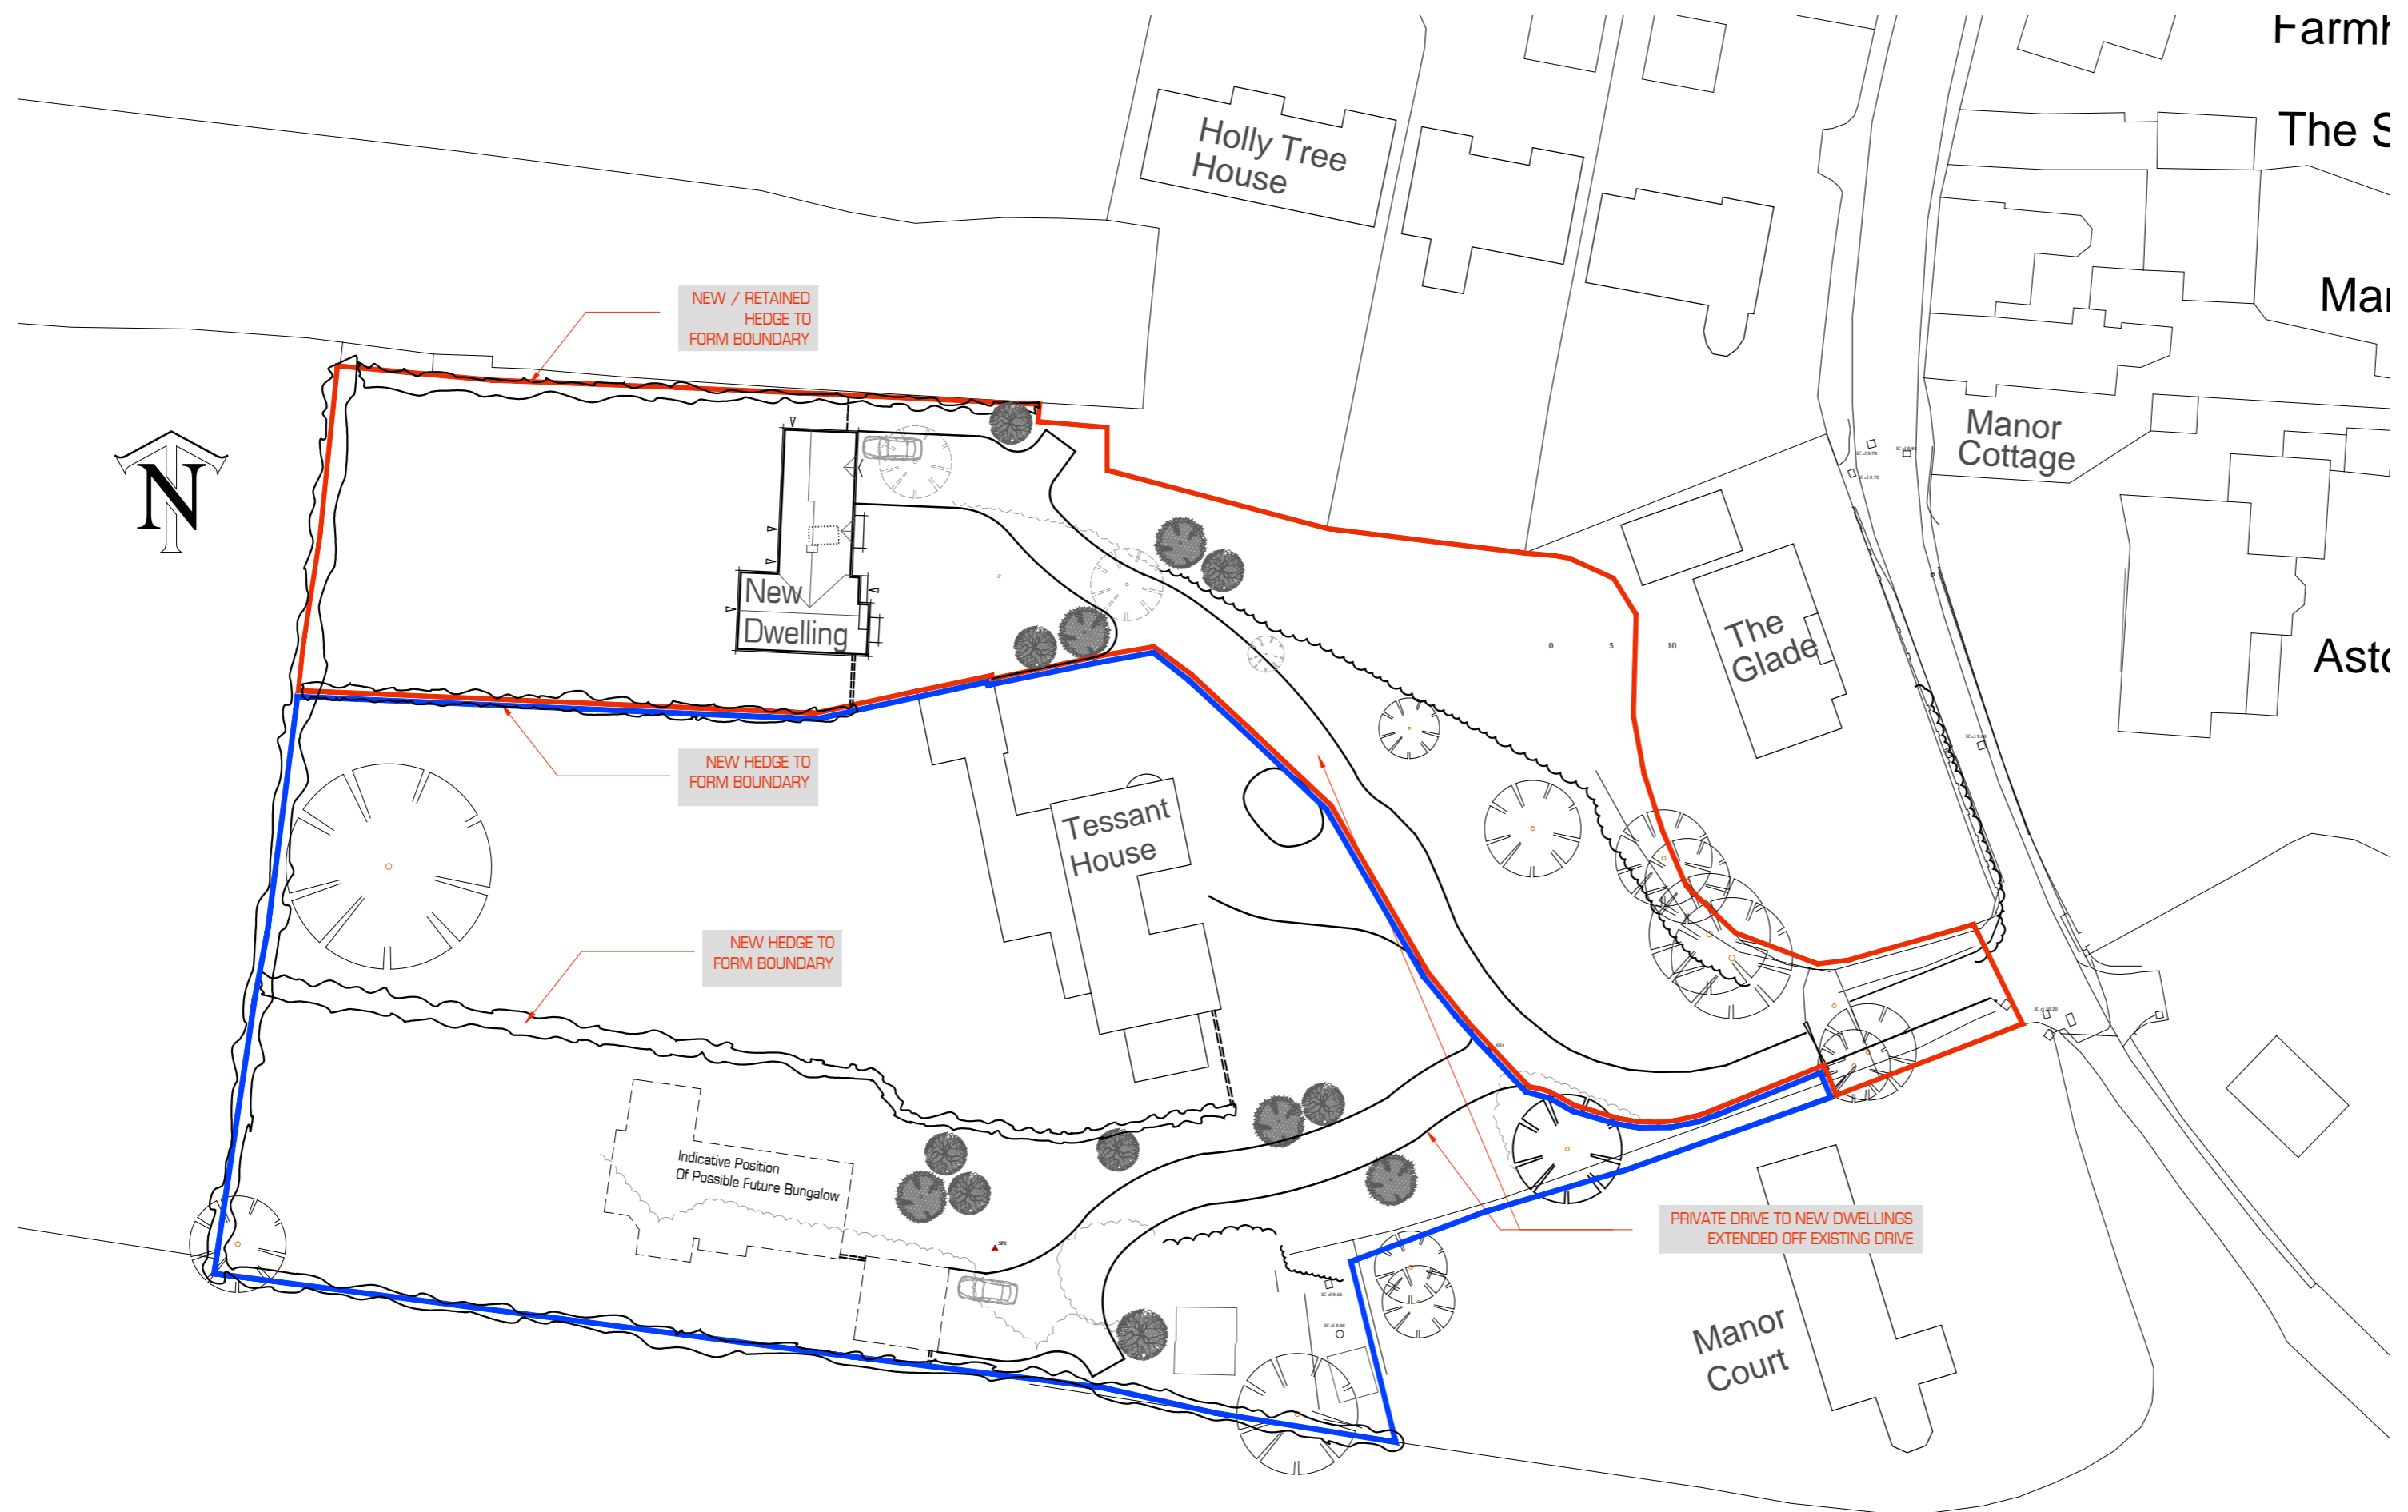 Farmh
The S
Holly Tree
House
Mar
NEW / RETAINED
HEDGE TO
FORM BOUNDARY
Manor
Cottage
N
New
Dwelling
The
Glade
0 5 10
Asto
NEW HEDGE TO
FORM BOUNDARY
Tessant
House
NEW HEDGE TO
FORM BOUNDARY
Indicative Position
Of Possible Future Bungalow
PRIVATE DRIVE TO NEW DWELLINGS
EXTENDED OFF EXISTING DRIVE
Manor
Court